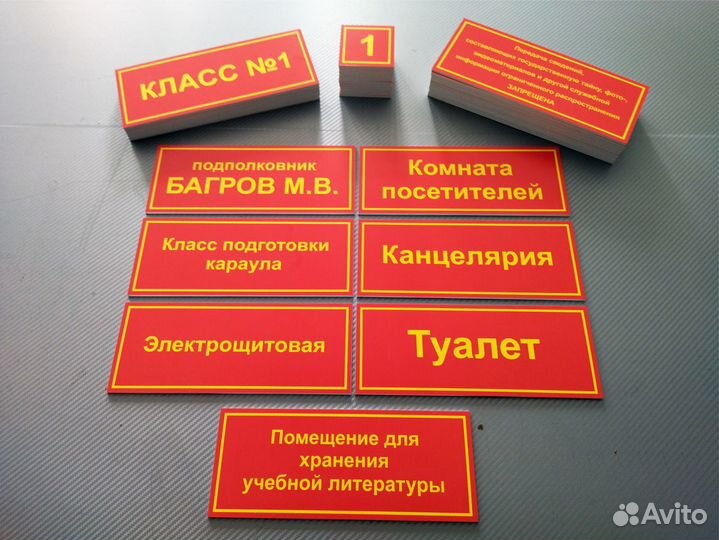 КЛАСС №1
1
Передача сведений,
составляющих государственную тайну, фото-,
видеоматериалов и другой служебной
информации ограниченного распространения
ЗАПРЕЩЕНА
подполковник
БАГРОВ М.В.
Комната
посетителей
Класс подготовки
караула
Канцелярия
Электрощитовая
Туалет
Помещение для
хранения
учебной литературы
Avito